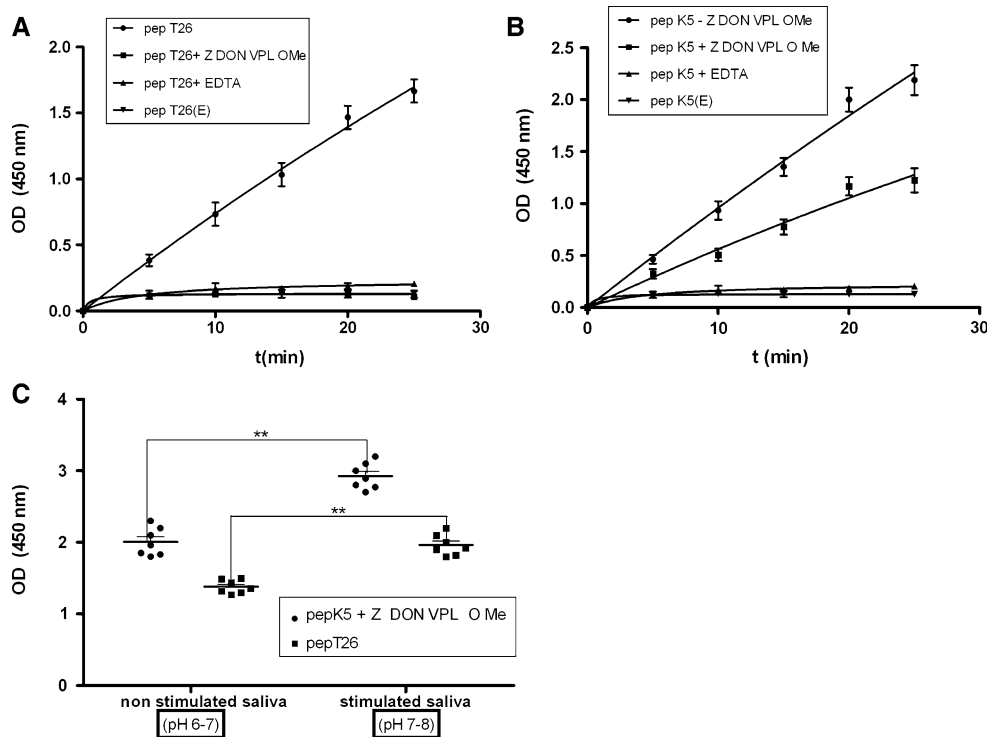 A
pep T26
pep T26+ Z DON VPL OMe
pep T26+ EDTA
pep T26(E)
OD (450 nm)
2.0
1.5
1.0
0.5
0.0
0
10
20
30
t(min)
B
pep K5 - Z DON VPL OMe
pep K5 + Z DON VPL O Me
pep K5 + EDTA
pep K5(E)
OD (450 nm)
2.5
2.0
1.5
1.0
0.5
0.0
0
10
20
30
t (min)
C
OD (450 nm)
4
3
2
1
0
**
**
pepK5 + Z DON VPL O Me
pepT26
non stimulated saliva
(pH 6-7)
stimulated saliva
(pH 7-8)